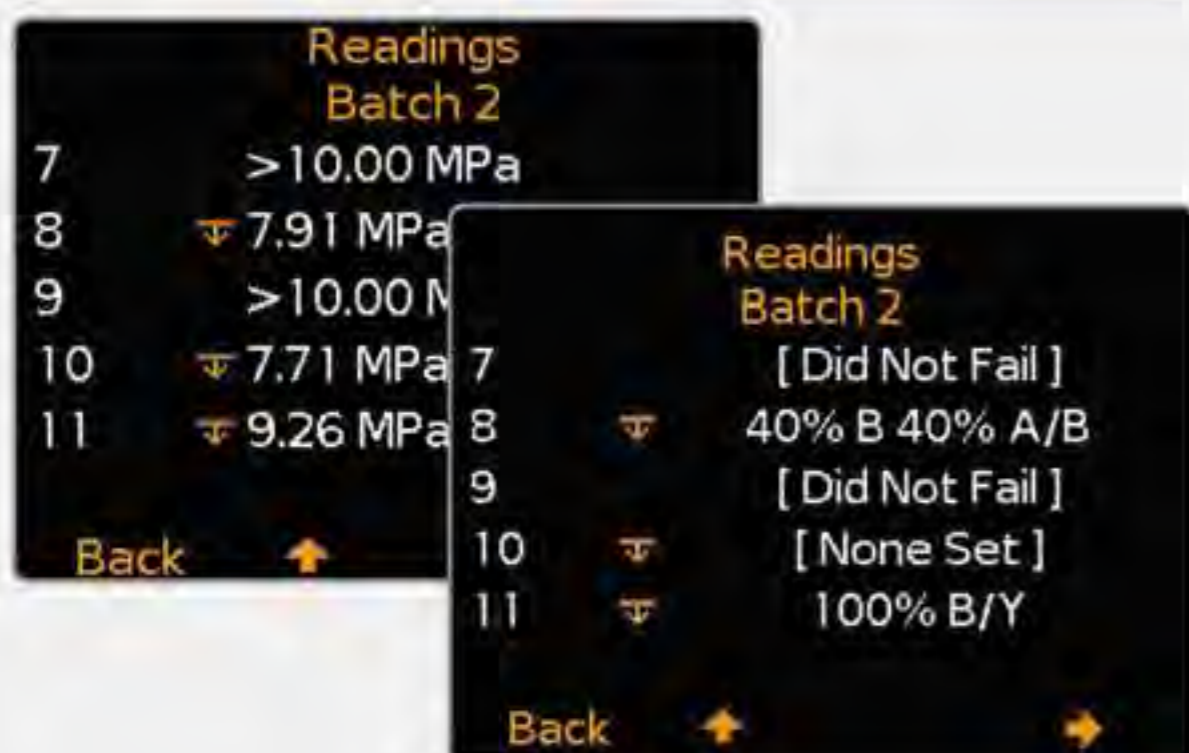 Readings
Batch 2
7 >10.00 MPa
8 7.91 MPa
9 >10.00
10 7.71 MPa
11 9.26 MPa
Back
Readings
Batch 2
7 [ Did Not Fail ]
8 40% B 40% A/B
9 [ Did Not Fail ]
10 [ None Set ]
11 100% B/Y
Back